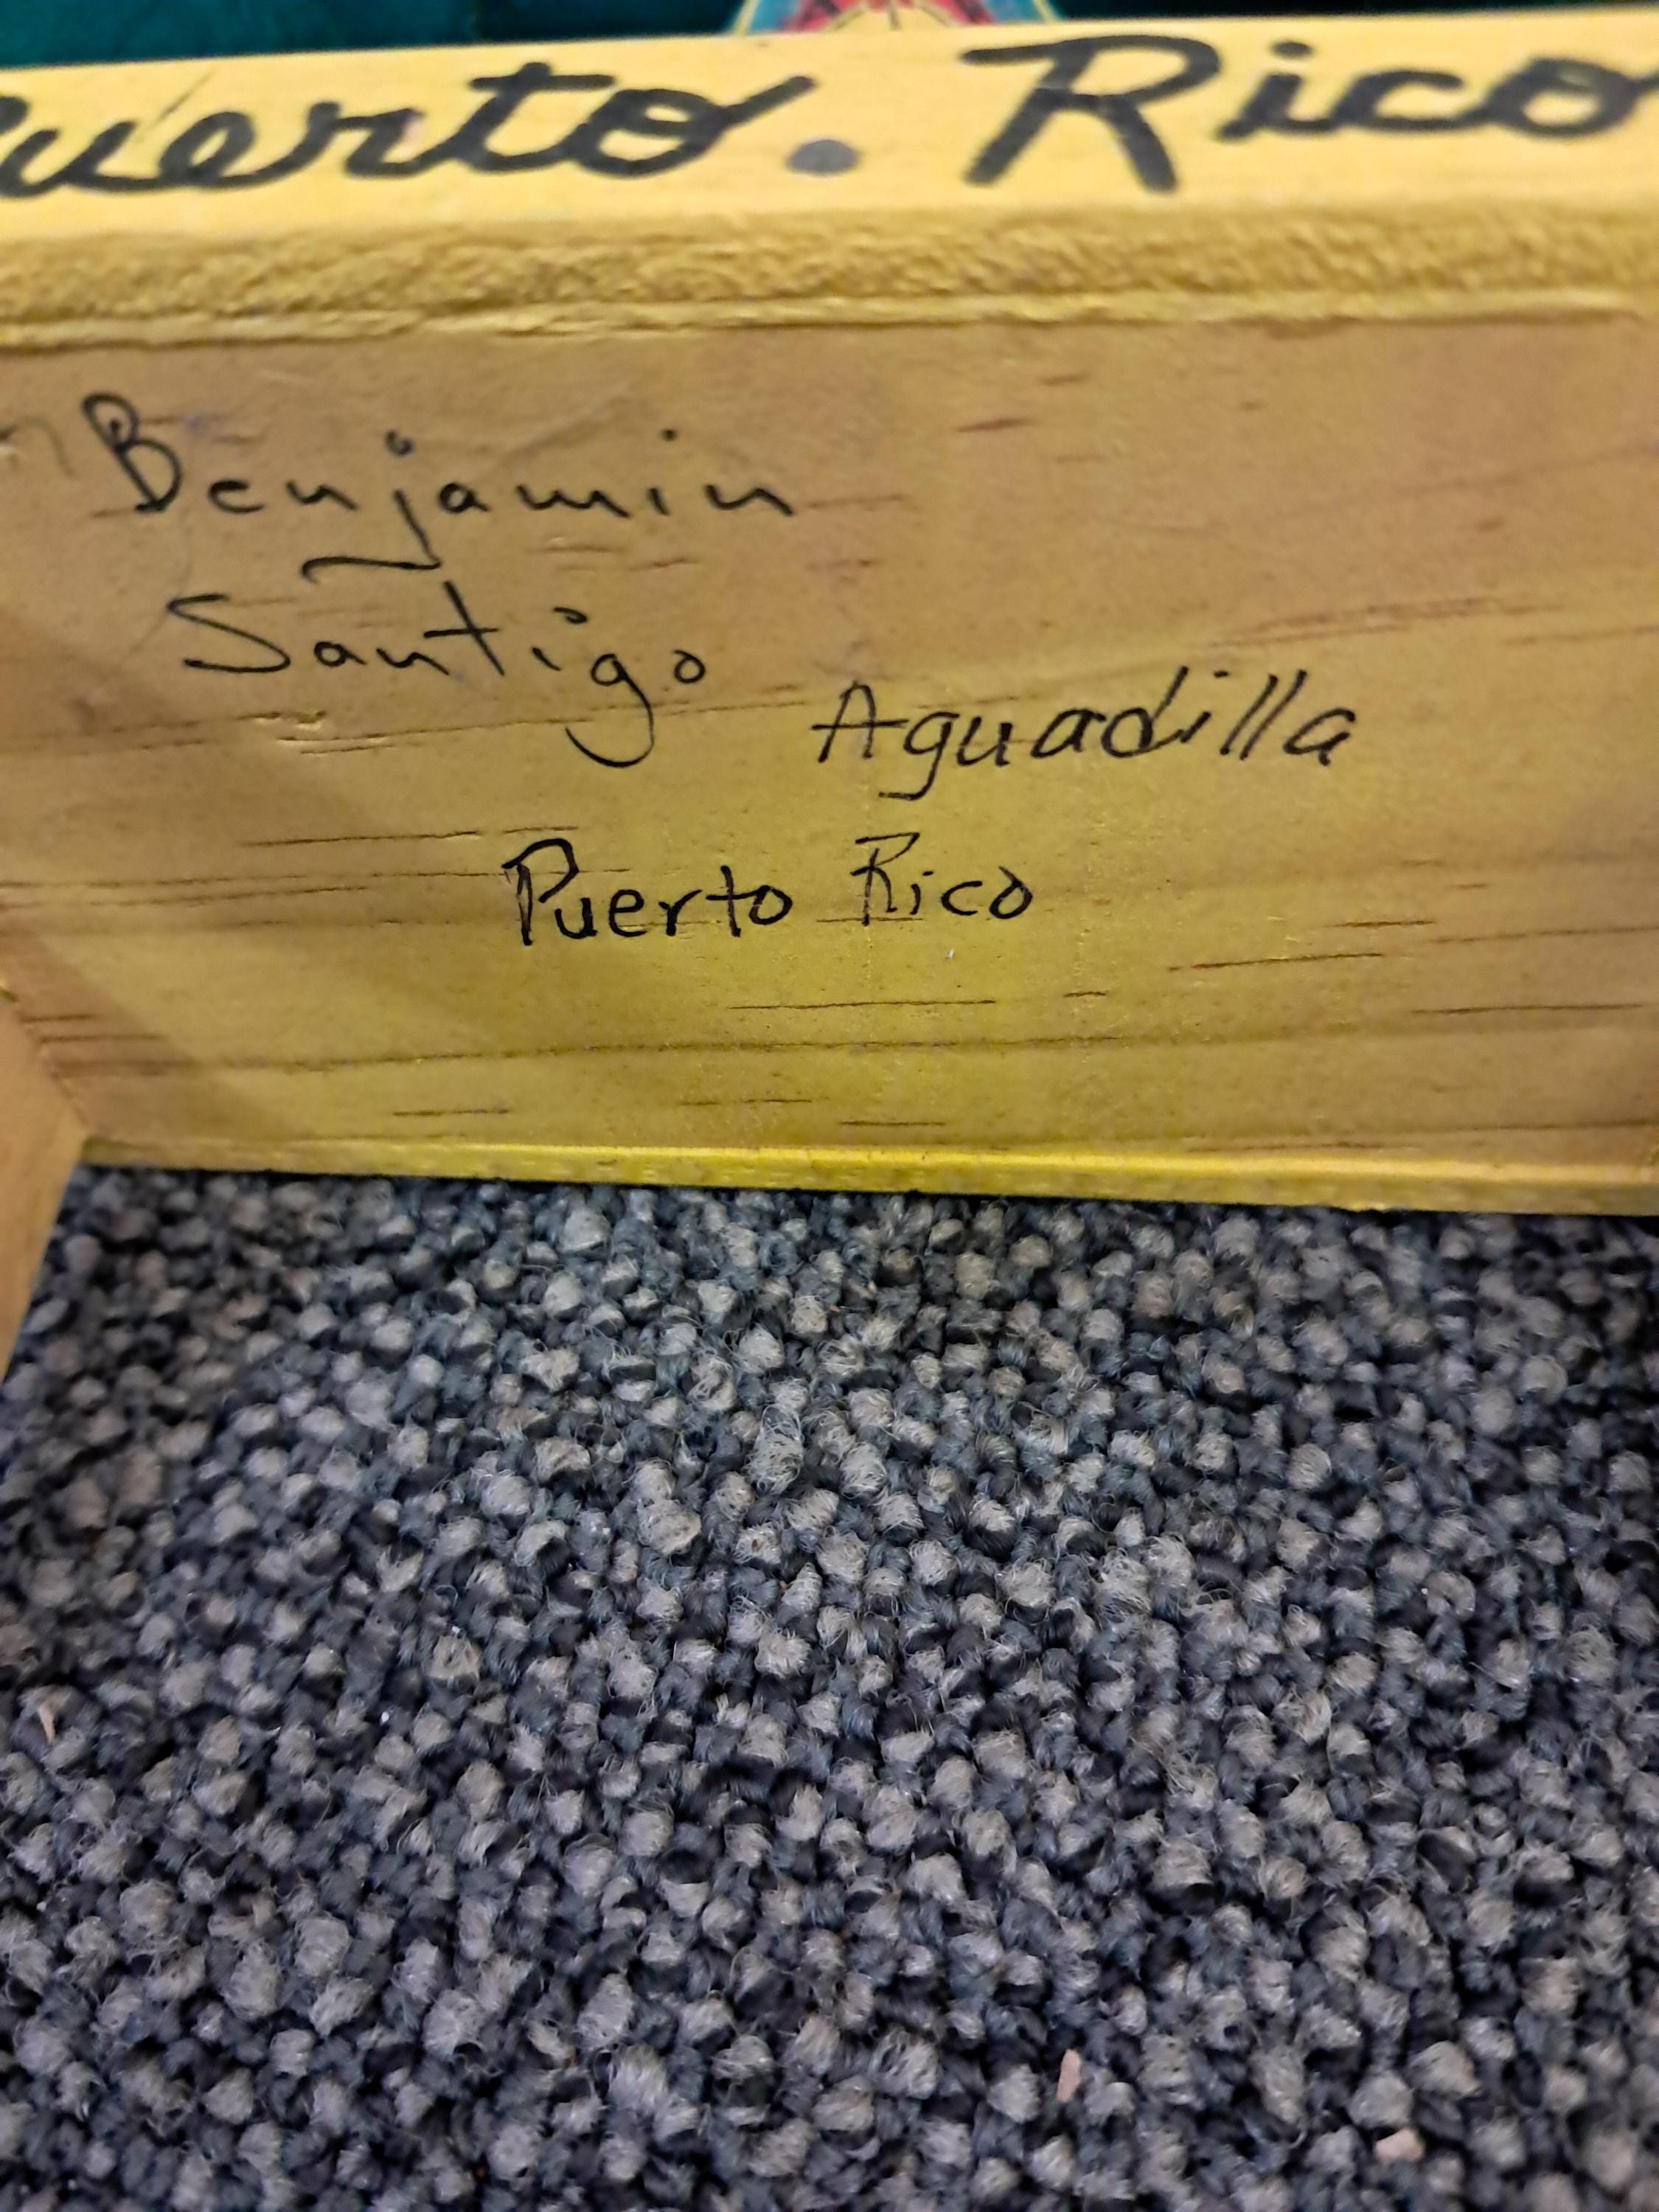 Puerto. Rico
Benjamin
Santigo
Aguadilla
Puerto Rico